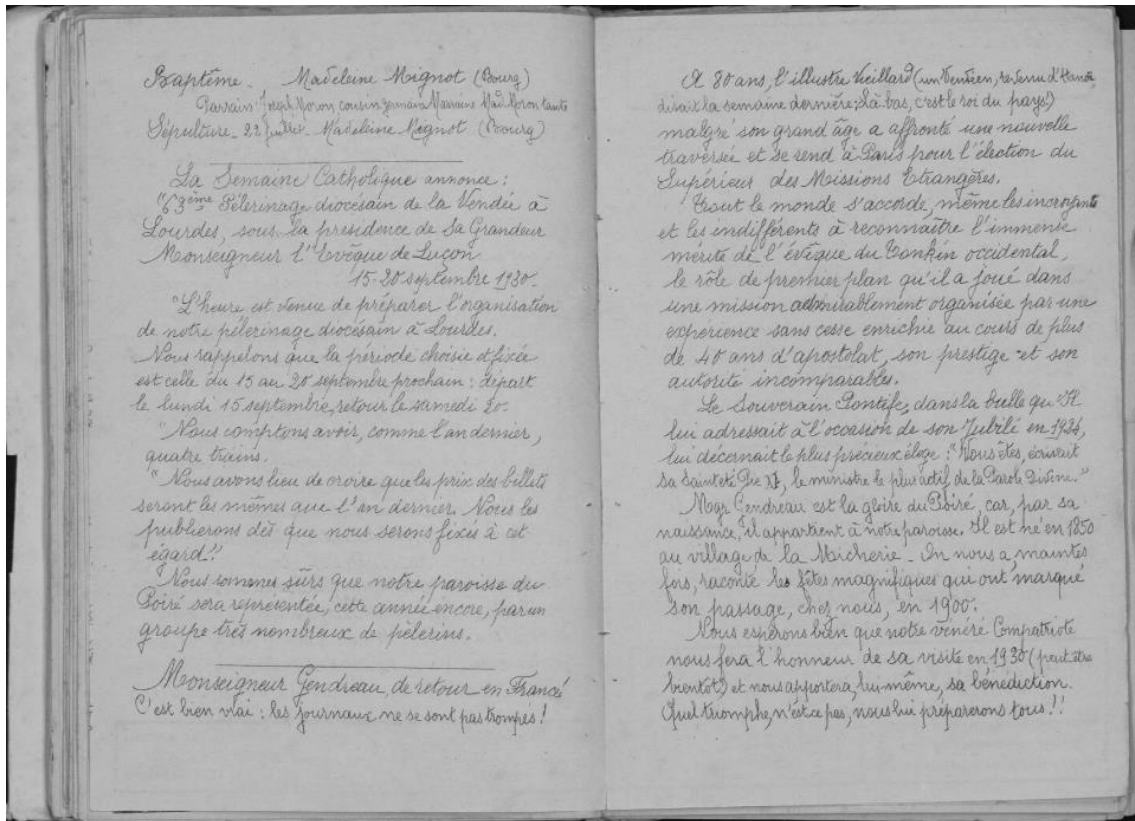 Baptême. Madeleine Mignot (Bourg)
Parrain Joseph Moron cousin germain Marraine Mad. Moron tante
Sépulture - 22 juillet - Madeleine Mignot (Bourg)
La Semaine Catholique annonce :
"63ème Pélerinage diocésain de la Vendée à
Lourdes, sous la présidence de Sa Grandeur
Monseigneur l'Evêque de Luçon
15-20 septembre 1930.
"L'heure est venue de préparer l'organisation
de notre pélerinage diocésain à Lourdes.
Nous rappelons que la période choisie et fixée
est celle du 15 au 20 septembre prochain : départ
le lundi 15 septembre, retour le samedi 20.
"Nous comptons avoir, comme l'an dernier,
quatre trains.
"Nous avons lieu de croire que les prix des billets
seront les mêmes que l'an dernier. Nous les
publierons dès que nous serons fixés à cet
égard".
Nous sommes sûrs que notre paroisse du
Poiré sera représentée, cette année encore, par un
groupe très nombreux de pélerins.
Monseigneur Gendreau, de retour en France
C'est bien vrai : les journaux ne se sont pas trompés !
A 80 ans, l'illustre vieillard (un Vendéen, revenu d'Hanoï
disait la semaine dernière; Là-bas, c'est le roi du pays!)
malgré son grand âge a affronté une nouvelle
traversée et se rend à Paris pour l'élection du
Supérieur des Missions Etrangères.
Tout le monde s'accorde, même les incroyants
et les indifférents à reconnaître l'immense
mérite de l'évêque du Tonkin occidental,
le rôle de premier plan qu'il a joué dans
une mission admirablement organisée par une
expérience sans cesse enrichie au cours de plus
de 40 ans d'apostolat, son prestige et son
autorité incomparables.
Le Souverain Pontife, dans la bulle qu'Il
lui adressait à l'occasion de son Jubilé en
lui décernait le plus précieux éloge : "Vous êtes, écrivait
Sa Sainteté Pie XI, le ministre le plus actif de la Parole Divine."
Mgr Gendreau est la gloire du Poiré, car, par sa
naissance, il appartient à notre paroisse. Il est né en 1850
au village de la Micherie. On nous a, maintes
fois, raconté les fêtes magnifiques qui ont marqué
son passage, chez nous, en 1900.
Nous espérons bien que notre vénéré Compatriote
nous fera l'honneur de sa visite en 1930 (peut être
bientôt) et nous apportera, lui-même, sa bénédiction.
Quel triomphe, n'est ce pas, nous lui préparerons tous !!